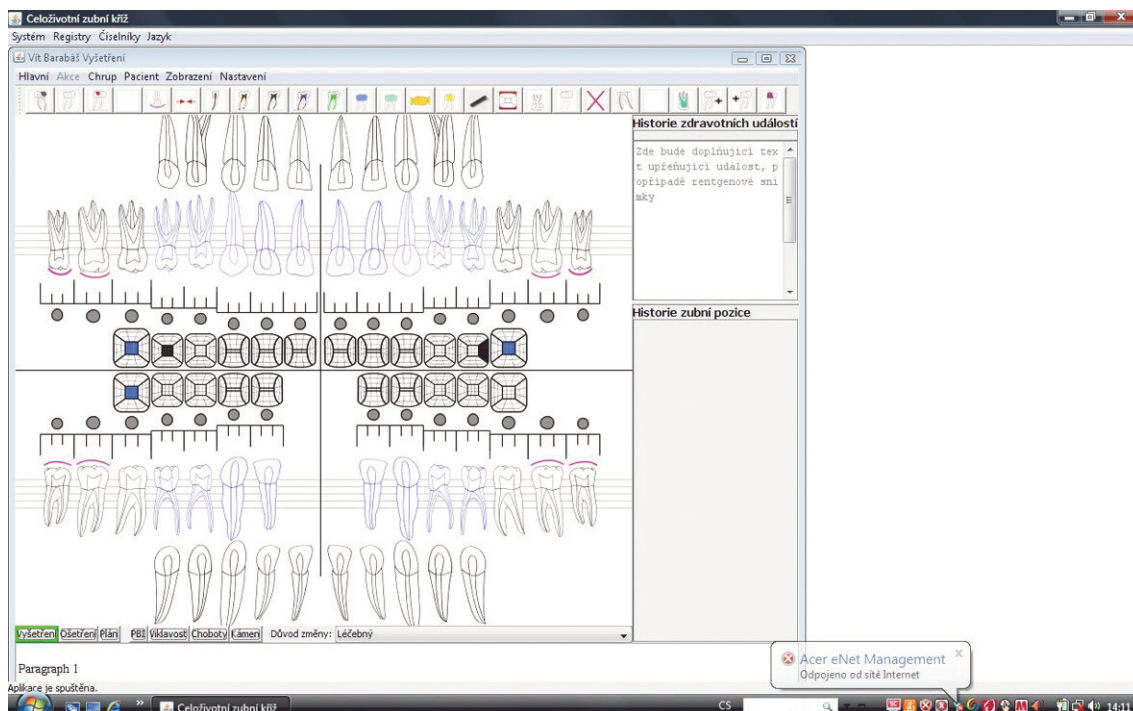 Celoživotní zubní kříž
Systém Registry Číselníky Jazyk
Vít Barabáš Vyšetření
Hlavní Akce Chrup Pacient Zobrazení Nastavení
Historie zdravotních událostí
Zde bude doplňující tex
t upřeňující událost, p
opřípadě rentgenové sní
mky
Historie zubní pozice
Vyšetřen Ošetření Plán PBI Viklavost Choboty Kámen Důvod změny: Léčebný
Paragraph 1
Acer eNet Management
Odpojeno od sítě Internet
Aplikace je spuštěna.
Celoživotní zubní kříž
CS
14:11